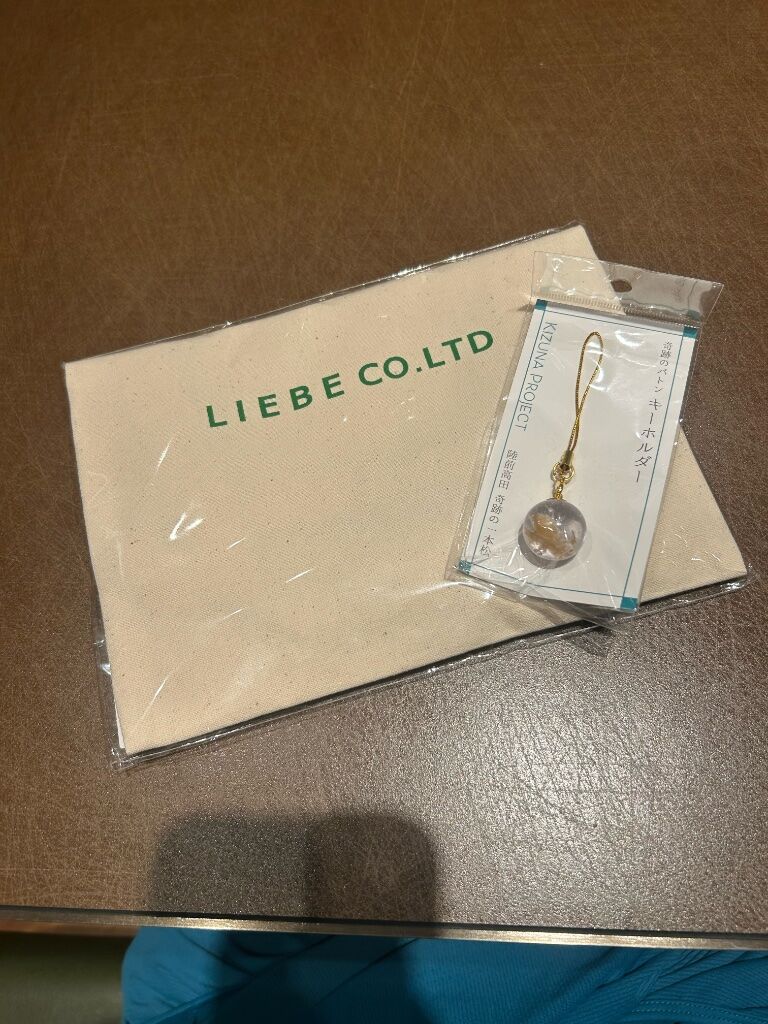 LIEBE CO.LTD
KIZUNA PROJECT
奇跡のバトン キーホルダー
陸前高田 奇跡の一本松